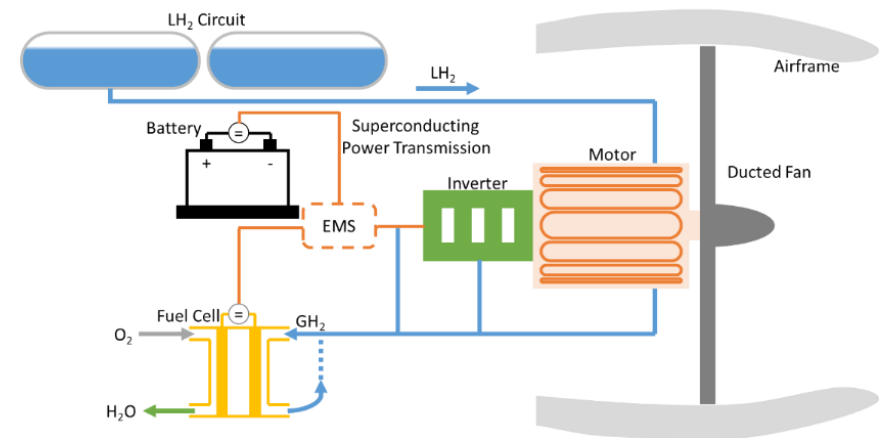 LH₂ Circuit
LH₂
Airframe
Battery
=
Superconducting
Power Transmission
+ -
Motor
Ducted Fan
Inverter
EMS
Fuel Cell
=
GH₂
O₂
H₂O